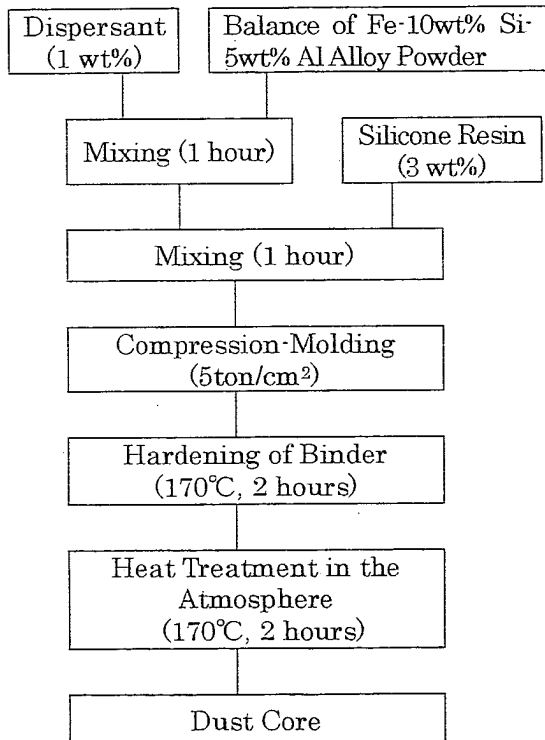 Dispersant
(1 wt%)
Balance of Fe-10wt% Si-
5wt% Al Alloy Powder
Mixing (1 hour)
Silicone Resin
(3 wt%)
Mixing (1 hour)
Compression-Molding
(5ton/cm²)
Hardening of Binder
(170℃, 2 hours)
Heat Treatment in the
Atmosphere
(170℃, 2 hours)
Dust Core